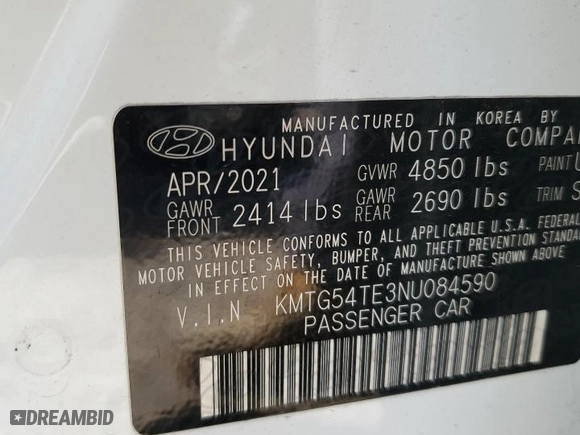 MANUFACTURED IN KOREA BY
HYUNDAI MOTOR COMPA
APR/2021 GVWR 4850 lbs PAINT
GAWR FRONT 2414 lbs GAWR REAR 2690 lbs TRIM S
THIS VEHICLE CONFORMS TO ALL APPLICABLE U.S.A. FEDERAL
MOTOR VEHICLE SAFETY, BUMPER, AND THEFT PREVENTION STANDA
IN EFFECT ON THE DATE OF MANUFACTURE SHOWN ABOVE.
V.I.N KMTG54TE3NU084590
PASSENGER CAR
DREAMBID